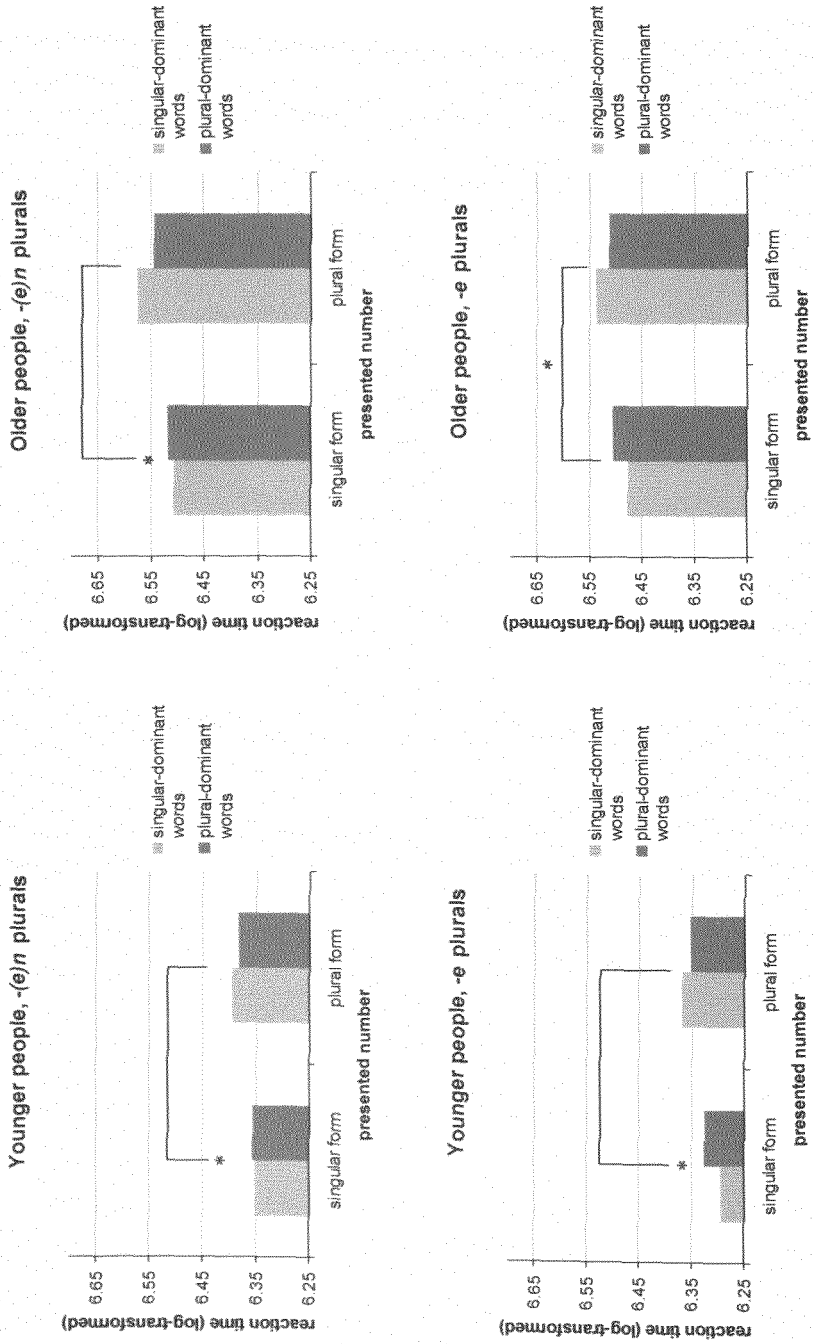 Younger people, -(e)n plurals
reaction time (log-transformed)
6.65
6.55
6.45
6.35
6.25
singular form
plural form
presented number
singular-dominant
words
plural-dominant
words
Older people, -(e)n plurals
reaction time (log-transformed)
6.65
6.55
6.45
6.35
6.25
singular form
plural form
presented number
singular-dominant
words
plural-dominant
words
Younger people, -e plurals
reaction time (log-transformed)
6.65
6.55
6.45
6.35
6.25
singular form
plural form
presented number
singular-dominant
words
plural-dominant
words
Older people, -e plurals
reaction time (log-transformed)
6.65
6.55
6.45
6.35
6.25
singular form
plural form
presented number
singular-dominant
words
plural-dominant
words
*
*
*
*